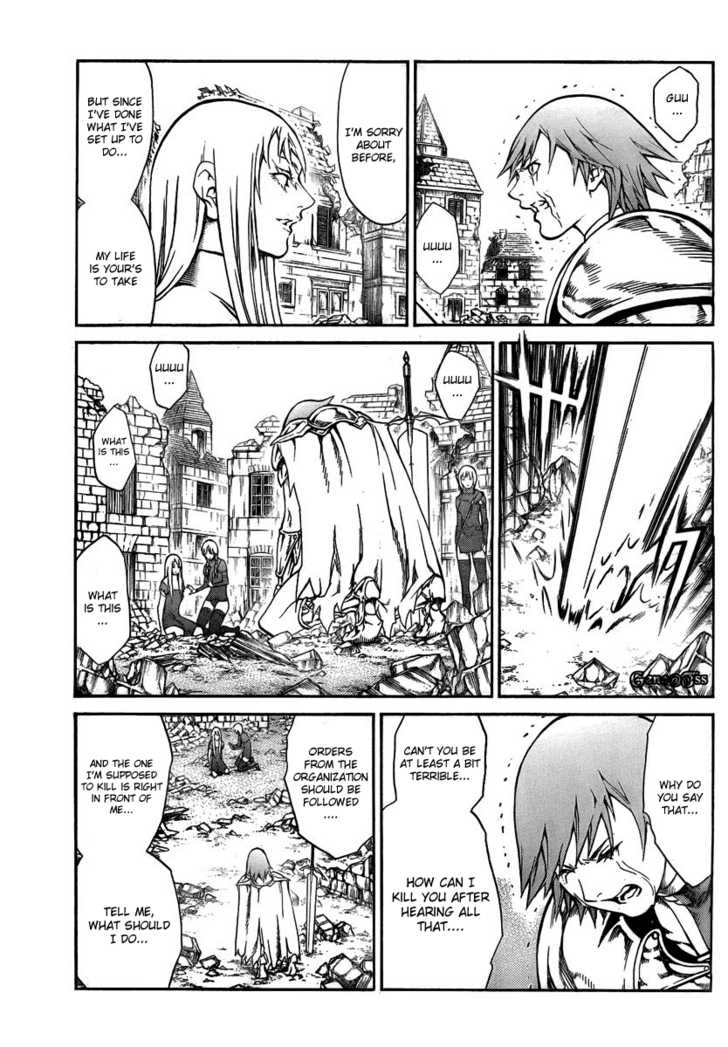 GUU
...
UUUU
...
I'M SORRY
ABOUT
BEFORE,
BUT SINCE
I'VE DONE
WHAT I'VE
SET UP TO
DO...
MY LIFE
IS YOUR'S
TO TAKE
UUUU
...
UUUU
...
WHAT
IS THIS
...
WHAT
IS THIS
...
WHY DO
YOU SAY
THAT...
CAN'T YOU BE
AT LEAST A BIT
TERRIBLE...
HOW CAN I
KILL YOU AFTER
HEARING ALL
THAT....
ORDERS
FROM THE
ORGANIZATION
SHOULD BE
FOLLOWED
....
AND THE ONE
I'M SUPPOSED
TO KILL IS RIGHT
IN FRONT OF
ME...
TELL ME,
WHAT SHOULD
I DO...